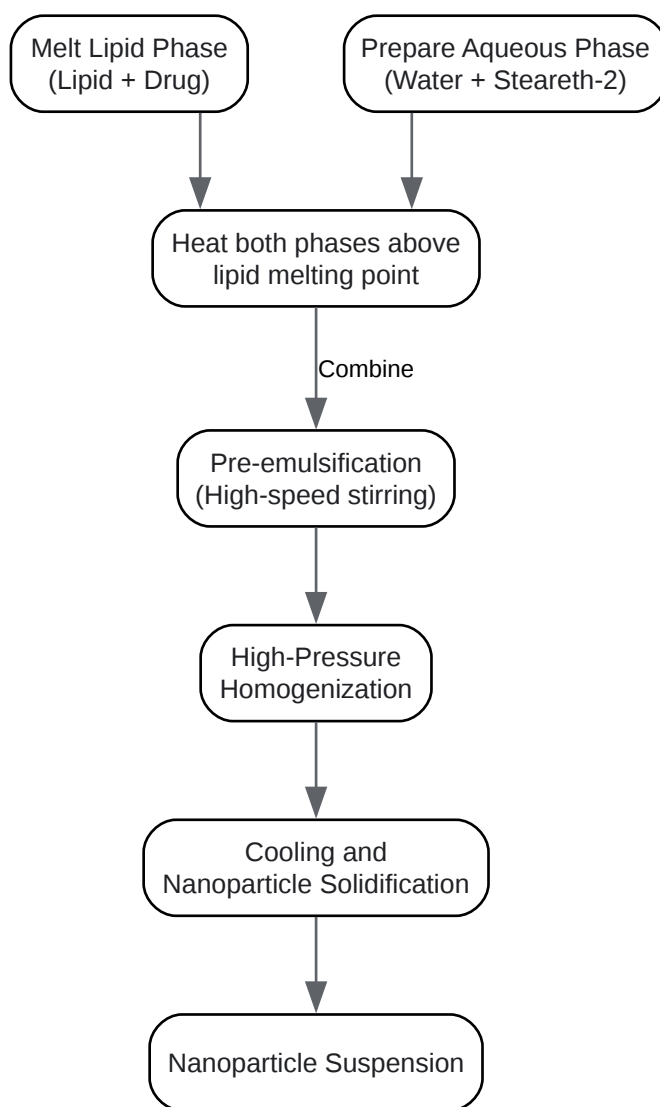 Melt Lipid Phase
(Lipid + Drug)
Prepare Aqueous Phase
(Water + Steareth-2)
Heat both phases above
lipid melting point
Combine
Pre-emulsification
(High-speed stirring)
High-Pressure
Homogenization
Cooling and
Nanoparticle Solidification
Nanoparticle Suspension